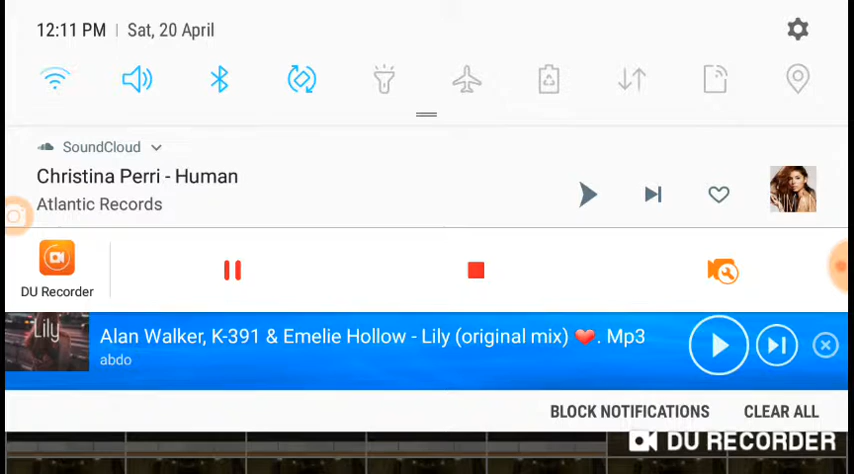 12:11 PM | Sat, 20 April
SoundCloud
Christina Perri - Human
Atlantic Records
DU Recorder
Lily
Alan Walker, K-391 & Emelie Hollow - Lily (original mix) ❤️. Mp3
abdo
BLOCK NOTIFICATIONS CLEAR ALL
DU RECORDER